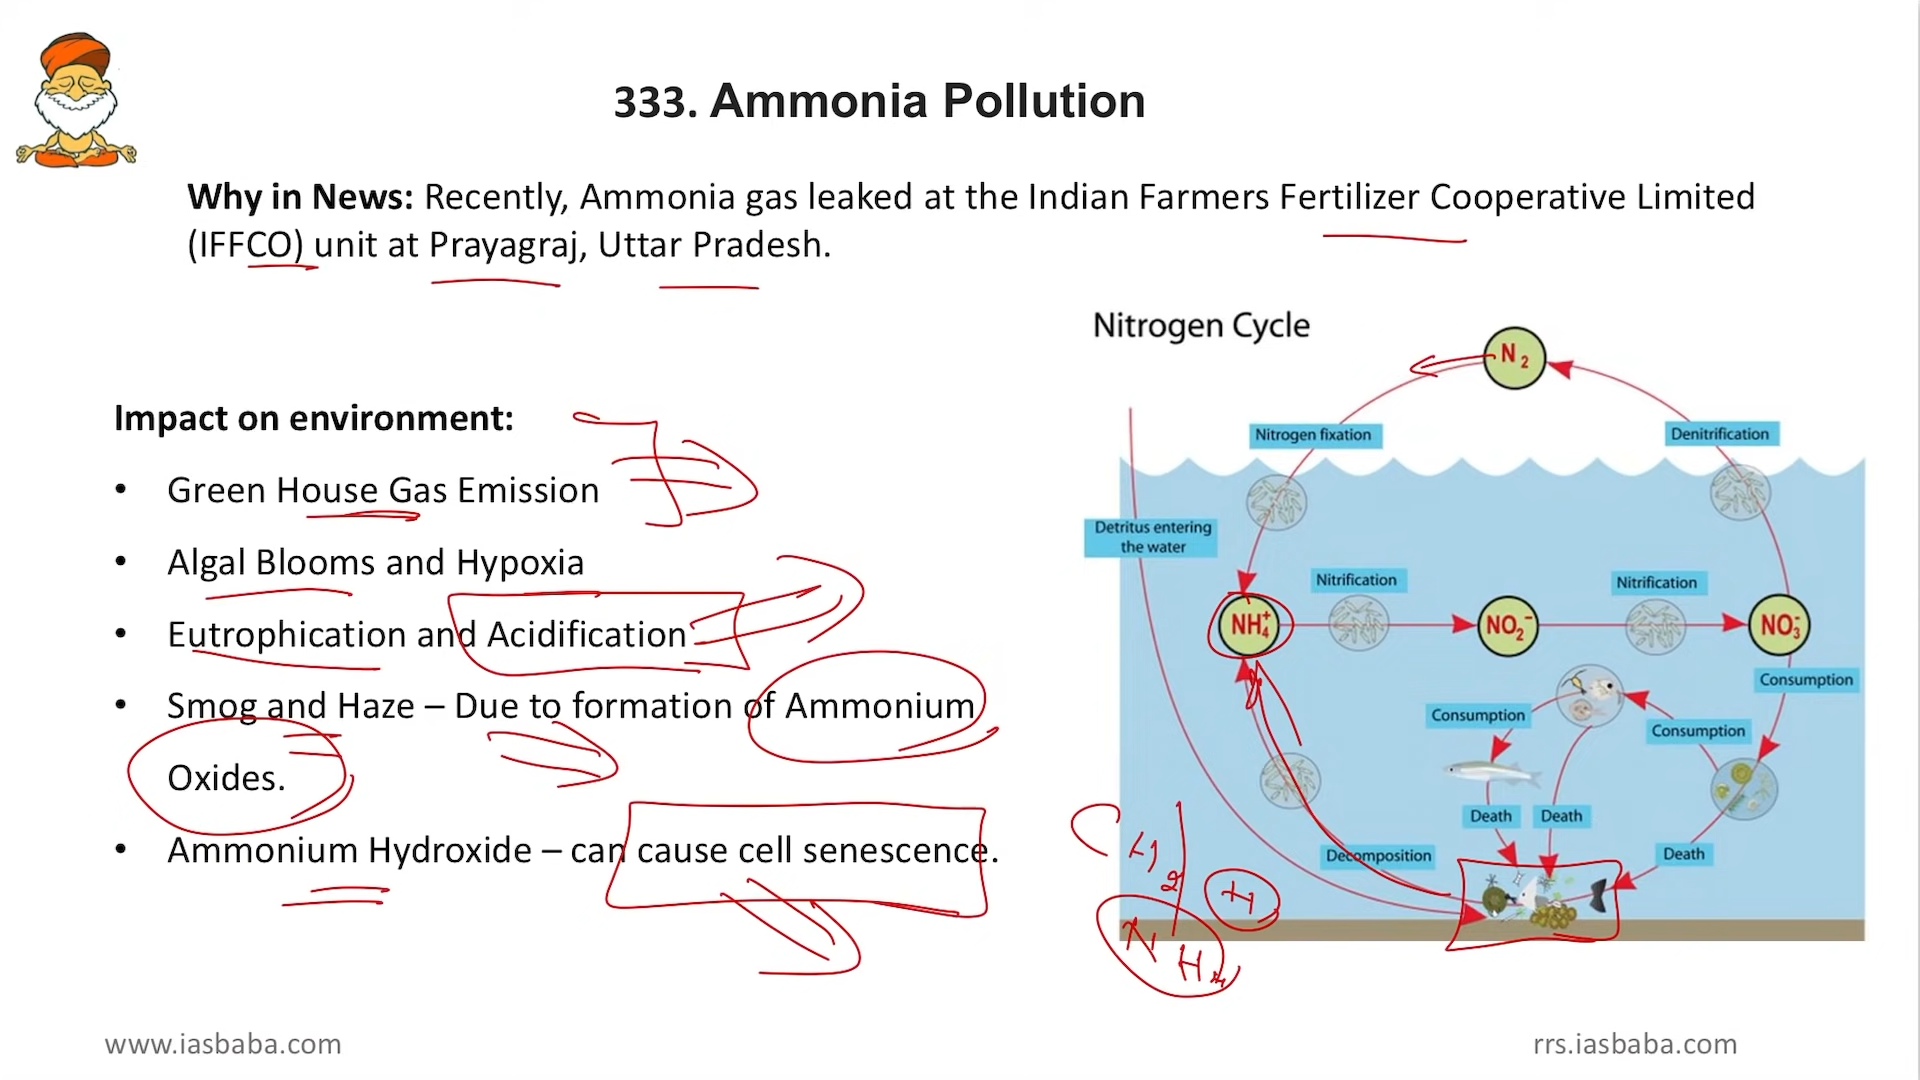 333. Ammonia Pollution
Why in News: Recently, Ammonia gas leaked at the Indian Farmers Fertilizer Cooperative Limited
(IFFCO) unit at Prayagraj, Uttar Pradesh.
Impact on environment:
• Green House Gas Emission
• Algal Blooms and Hypoxia
• Eutrophication and Acidification
• Smog and Haze – Due to formation of Ammonium
Oxides.
• Ammonium Hydroxide – can cause cell senescence.
Nitrogen Cycle
N2
Nitrogen fixation
Denitrification
Detritus entering
the water
Nitrification
Nitrification
NH4+
NO2-
NO3-
Consumption
Consumption
Consumption
Death
Death
Decomposition
Death
www.iasbaba.com
rrs.iasbaba.com